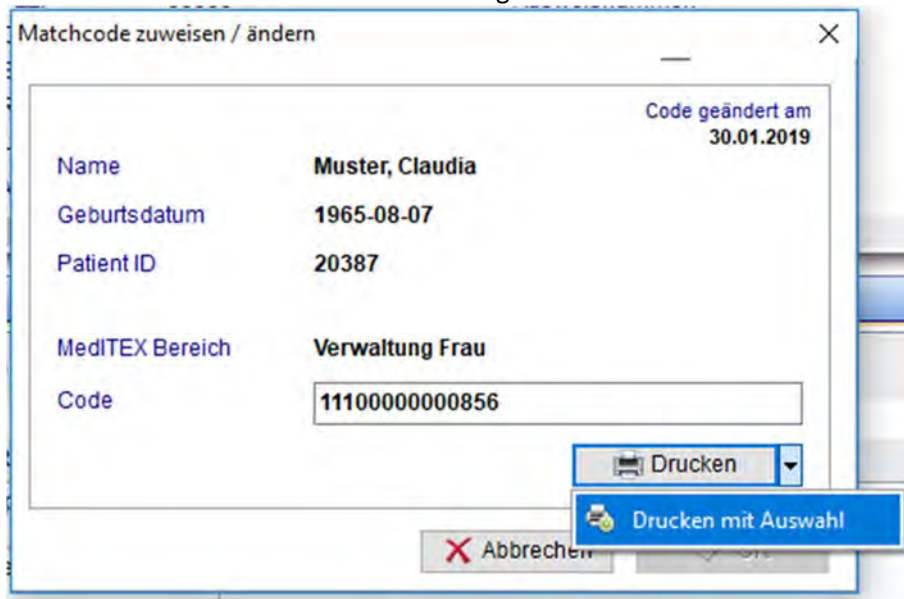 Matchcode zuweisen / ändern
Code geändert am
30.01.2019
Name Muster, Claudia
Geburtsdatum 1965-08-07
Patient ID 20387
MedITEX Bereich Verwaltung Frau
Code 11100000000856
Drucken
Drucken mit Auswahl
Abbrechen